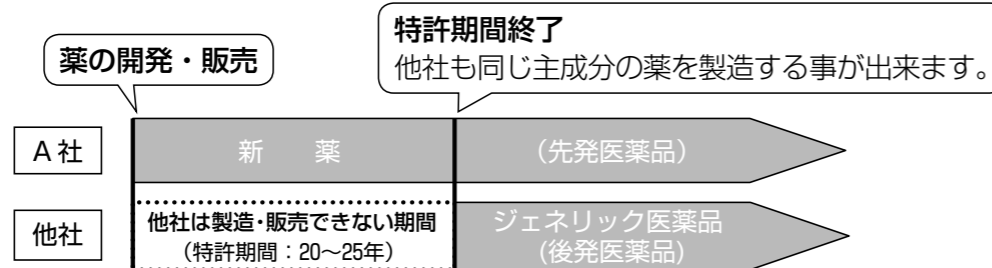 薬の開発・販売
特許期間終了
他社も同じ主成分の薬を製造する事が出来ます。
A社
新　薬
(先発医薬品)
他社
他社は製造・販売できない期間
(特許期間：20〜25年)
ジェネリック医薬品
(後発医薬品)